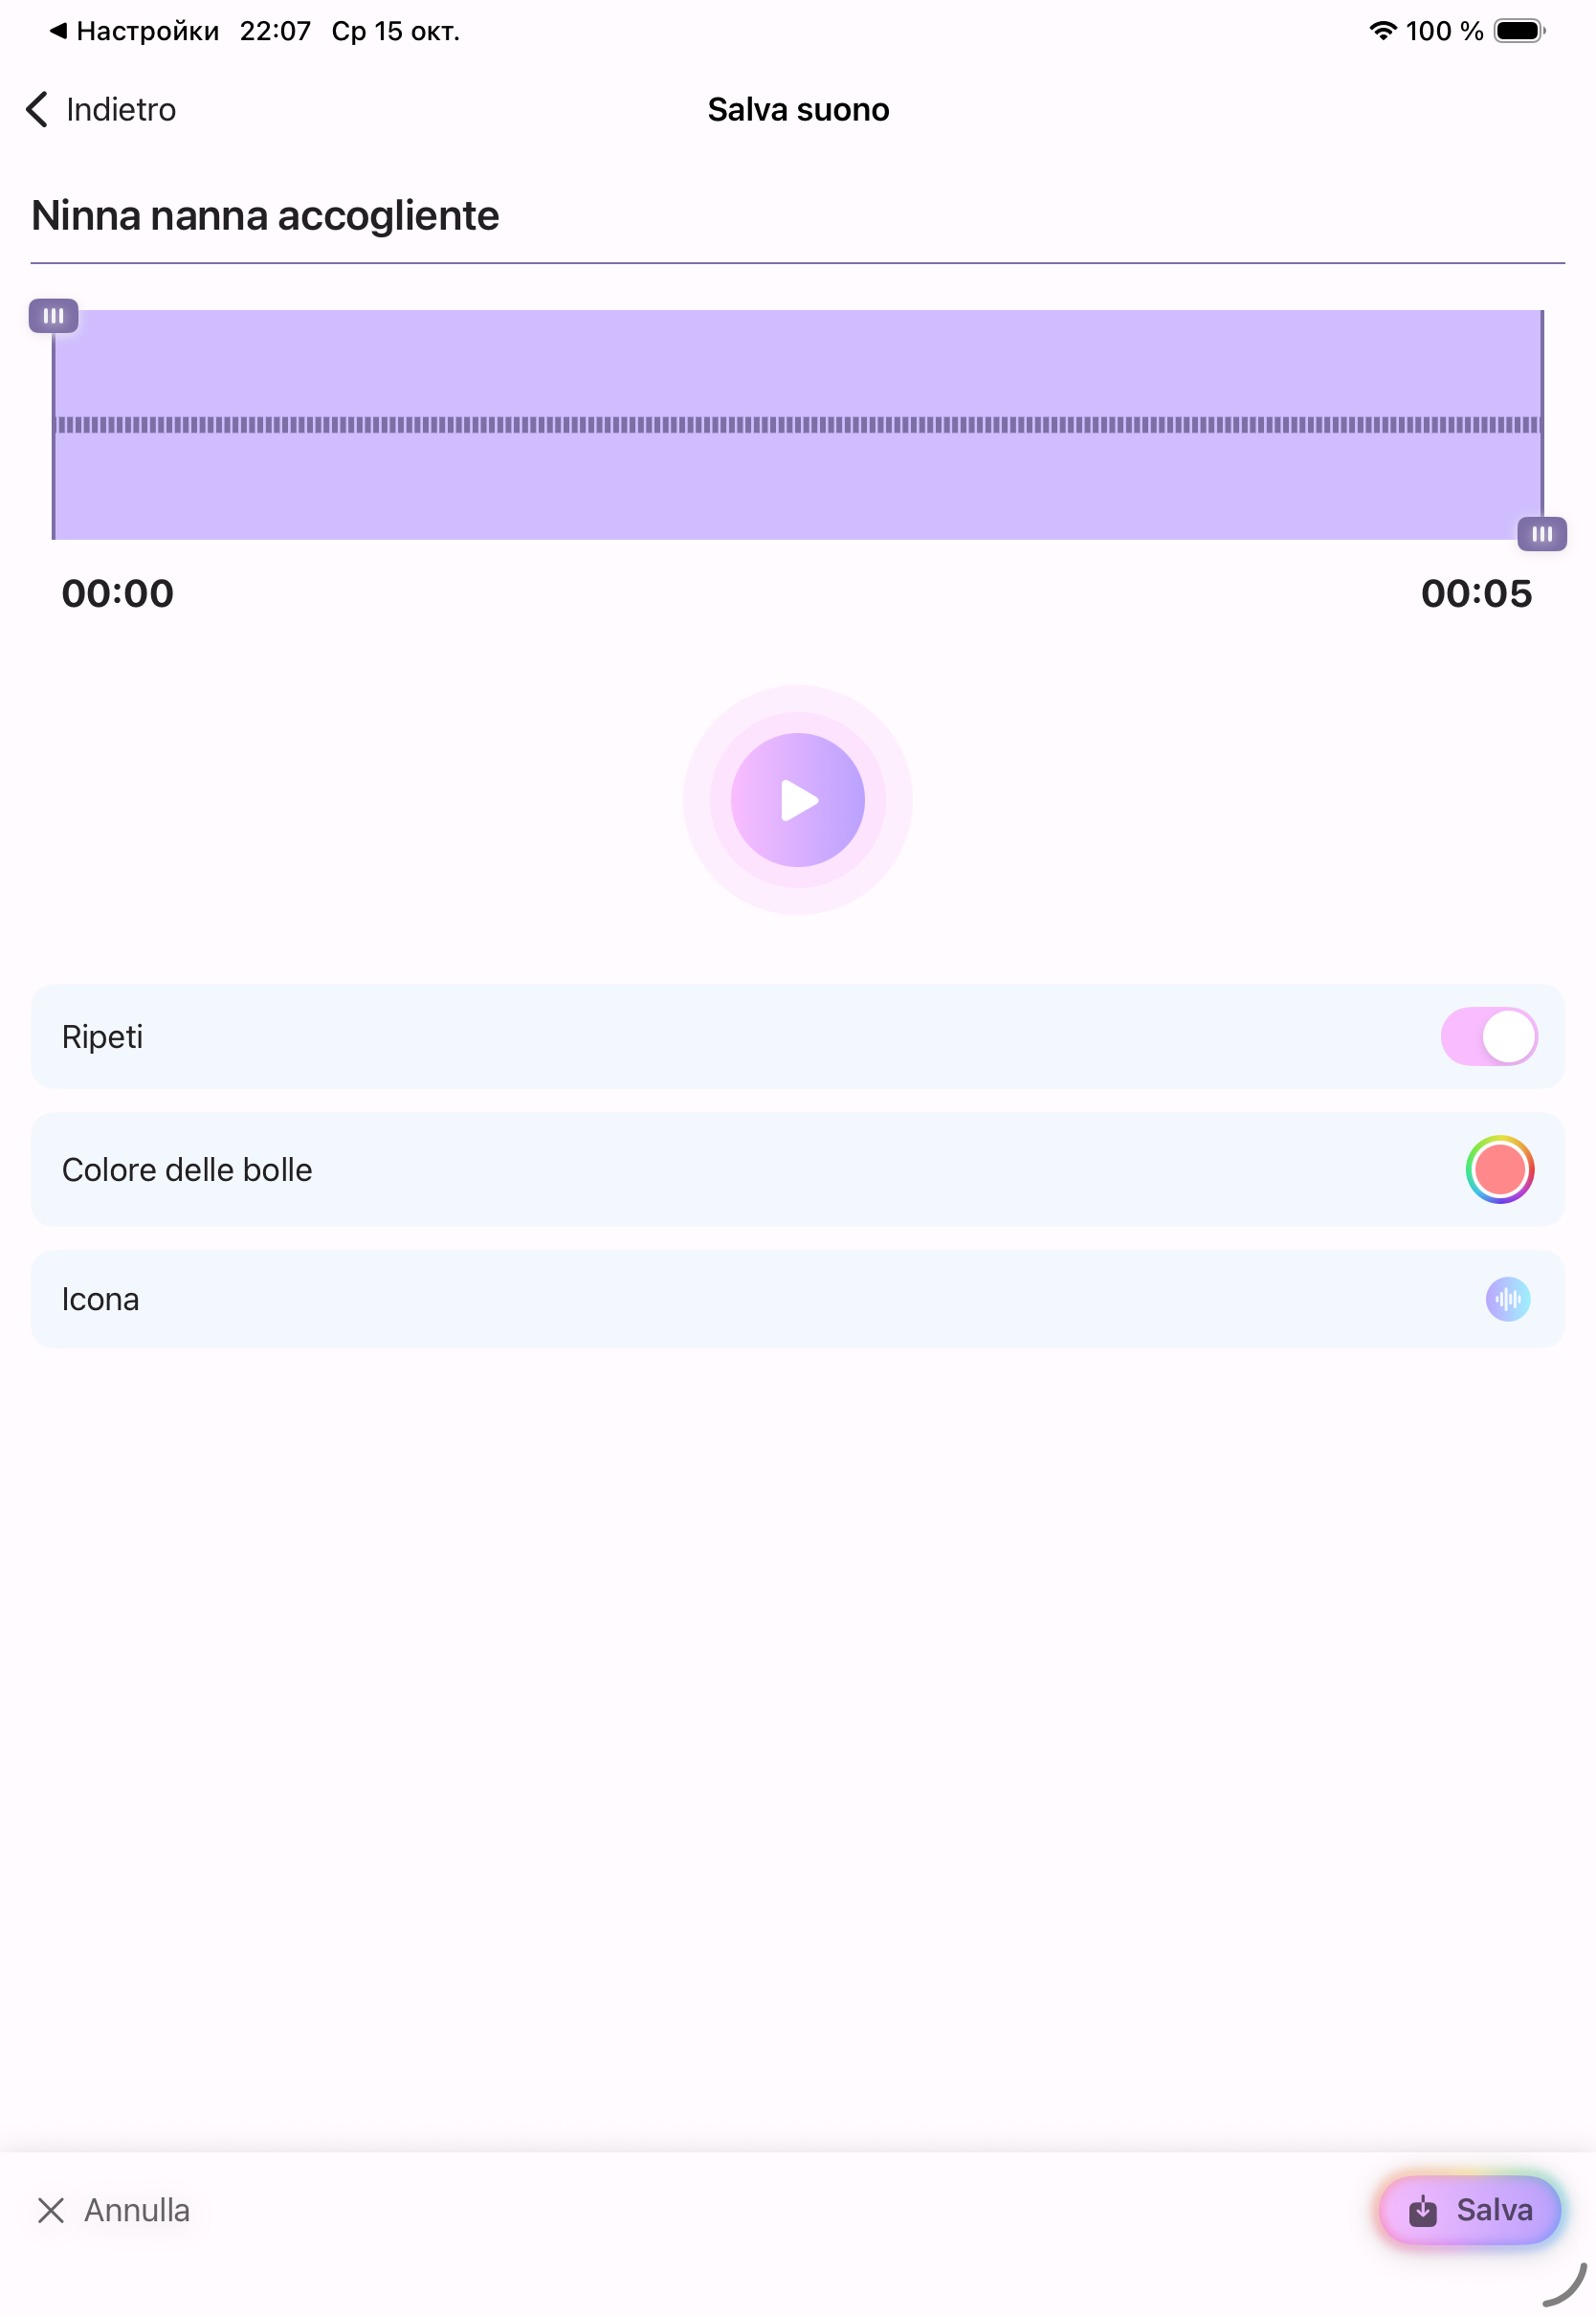 Настройки 22:07 Ср 15 окт. 100 %
Indietro
Salva suono
Ninna nanna accogliente
00:00 00:05
Ripeti
Colore delle bolle
Icona
Annulla Salva